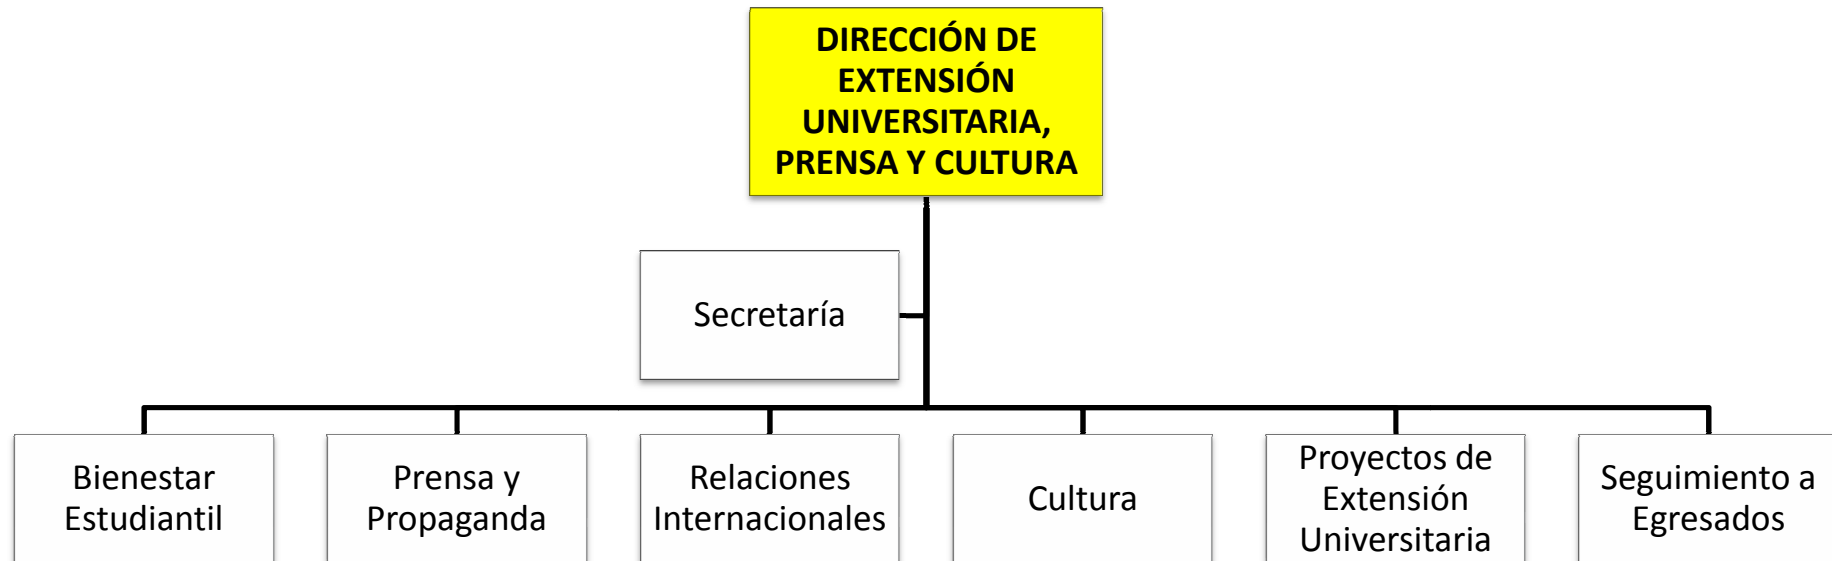 DIRECCIÓN DE
EXTENSIÓN
UNIVERSITARIA,
PRENSA Y CULTURA
Secretaría
Bienestar
Estudiantil
Prensa y
Propaganda
Relaciones
Internacionales
Cultura
Proyectos de
Extensión
Universitaria
Seguimiento a
Egresados